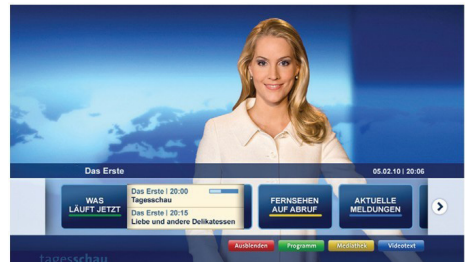 Das Erste
05.02.10 | 20:06
WAS
LÄUFT JETZT
Das Erste | 20:00
Tagesschau
Das Erste | 20:15
Liebe und andere Delikatessen
FERNSEHEN
AUF ABRUF
AKTUELLE
MELDUNGEN
Ausblenden
Programm
Mediathek
Videotext
tagesschau